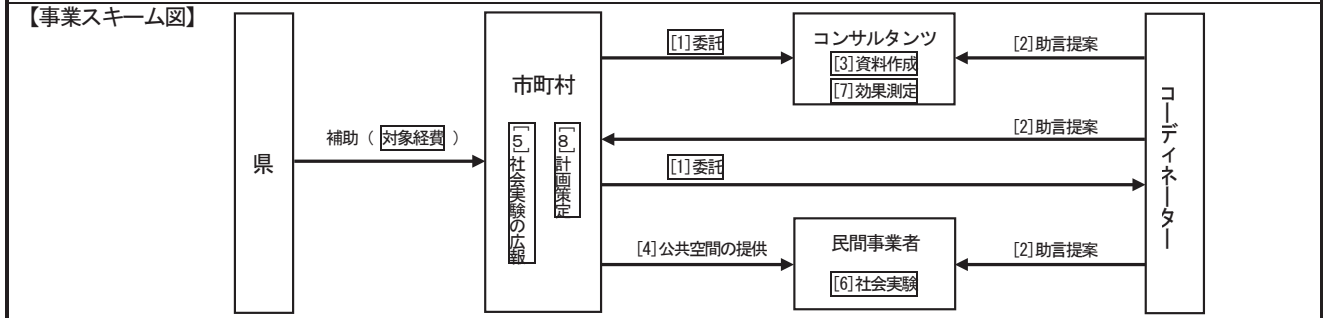 【事業スキーム図】
県
補助（ 対象経費 ）
市町村
[5]社会実験の広報
[8]計画策定
[1]委託
コンサルタンツ
[3]資料作成
[7]効果測定
[2]助言提案
[2]助言提案
[1]委託
[4]公共空間の提供
民間事業者
[6]社会実験
[2]助言提案
コーディネーター